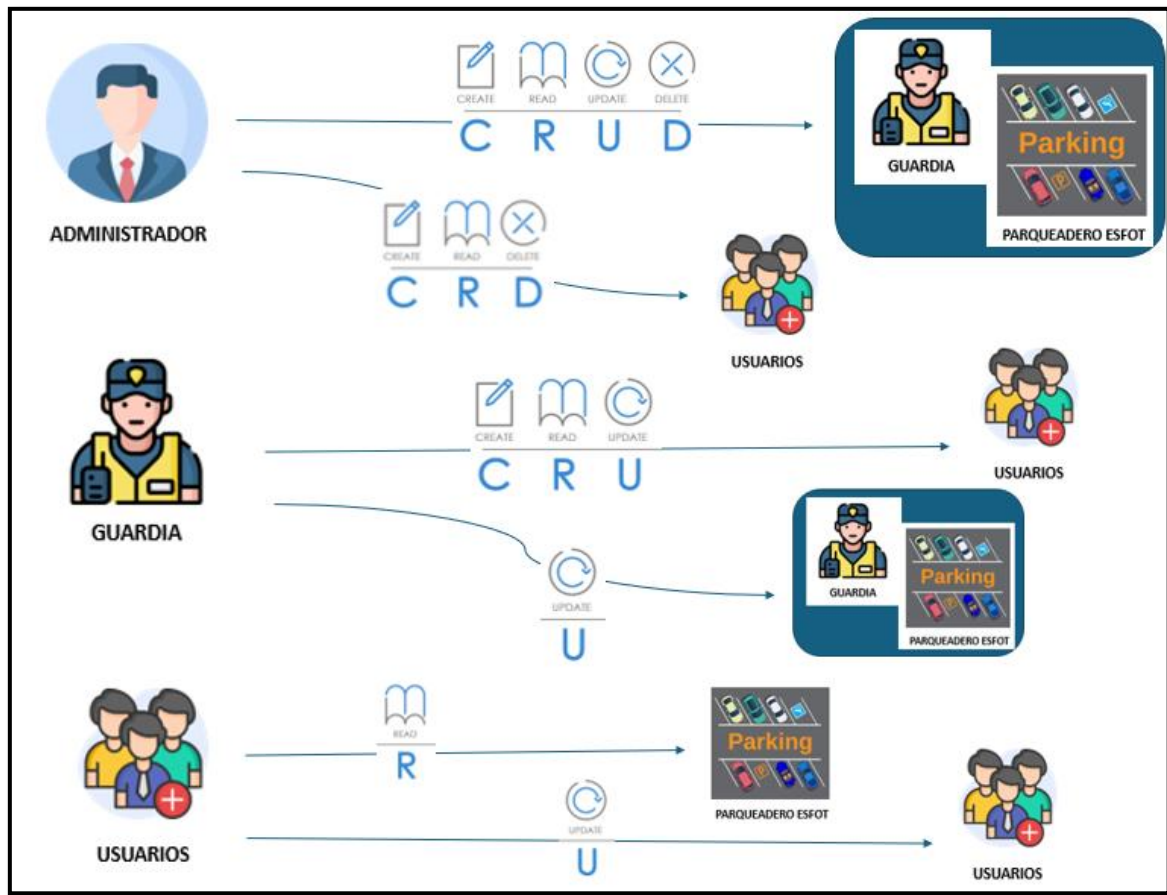 CREATE READ UPDATE DELETE
C R U D
GUARDIA
Parking
PARQUEADERO ESFOT
ADMINISTRADOR
CREATE READ DELETE
C R D
USUARIOS
CREATE READ UPDATE
C R U
USUARIOS
GUARDIA
UPDATE
U
GUARDIA
Parking
PARQUEADERO ESFOT
READ
R
Parking
PARQUEADERO ESFOT
USUARIOS
UPDATE
U
USUARIOS